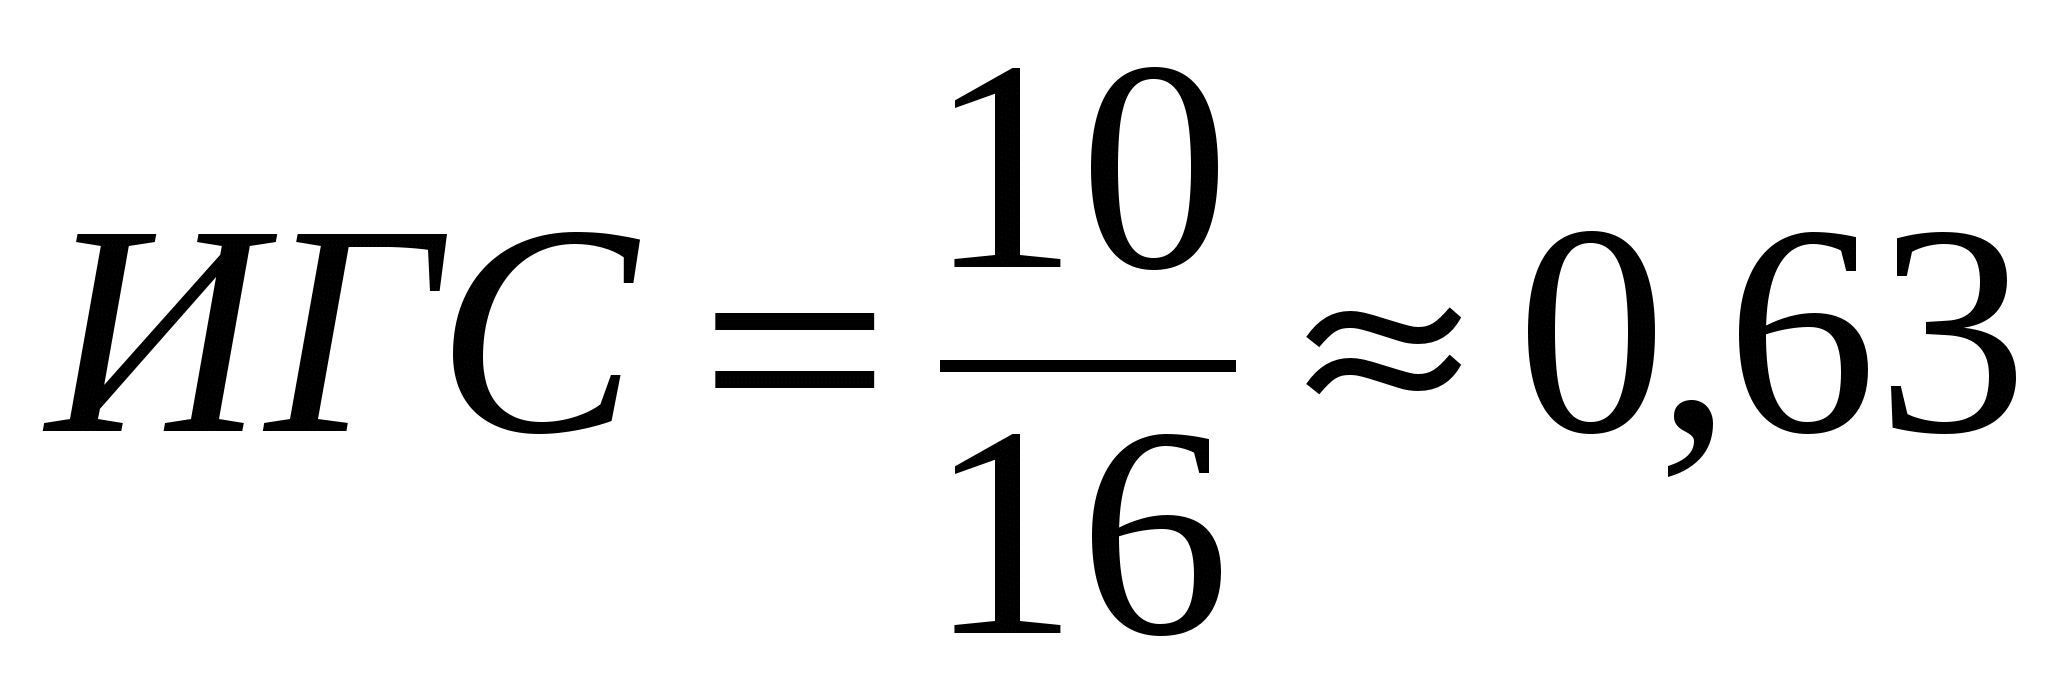 ИГС = 10/16 ≈ 0,63